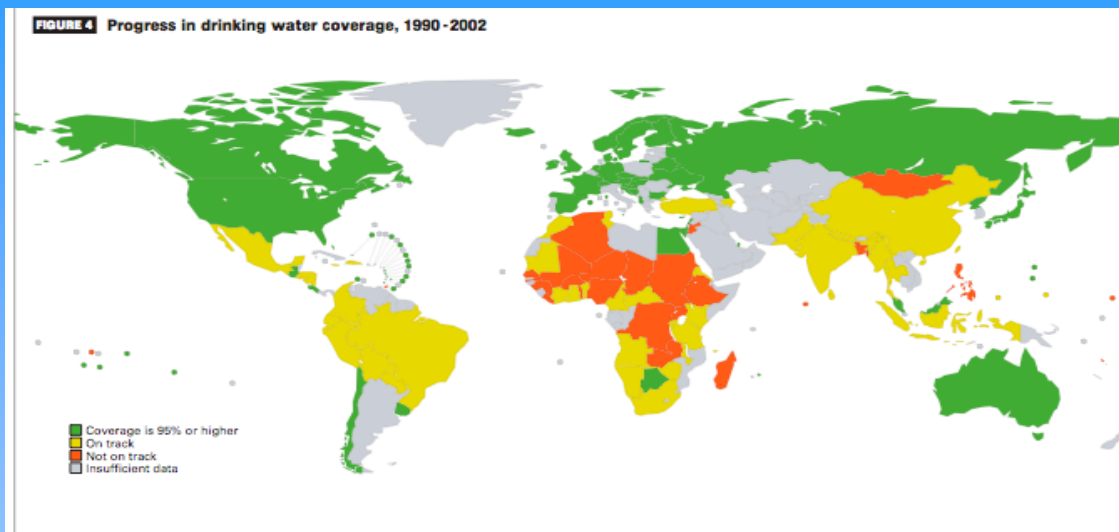 FIGURE 4 Progress in drinking water coverage, 1990-2002
Coverage is 95% or higher
On track
Not on track
Insufficient data